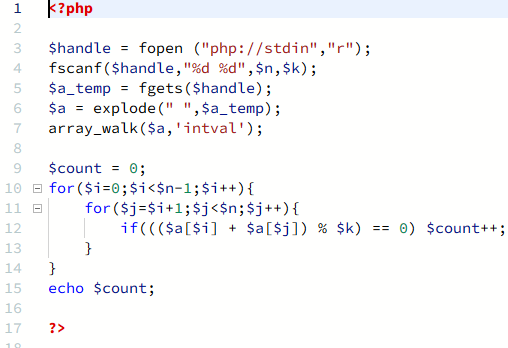 1 <?php
2
3 $handle = fopen ("php://stdin","r");
4 fscanf($handle,"%d %d",$n,$k);
5 $a_temp = fgets($handle);
6 $a = explode(" ",$a_temp);
7 array_walk($a,'intval');
8
9 $count = 0;
10 for($i=0;$i<$n-1;$i++){
11     for($j=$i+1;$j<$n;$j++){
12         if((($a[$i] + $a[$j]) % $k) == 0) $count++;
13     }
14 }
15 echo $count;
16
17 ?>
18